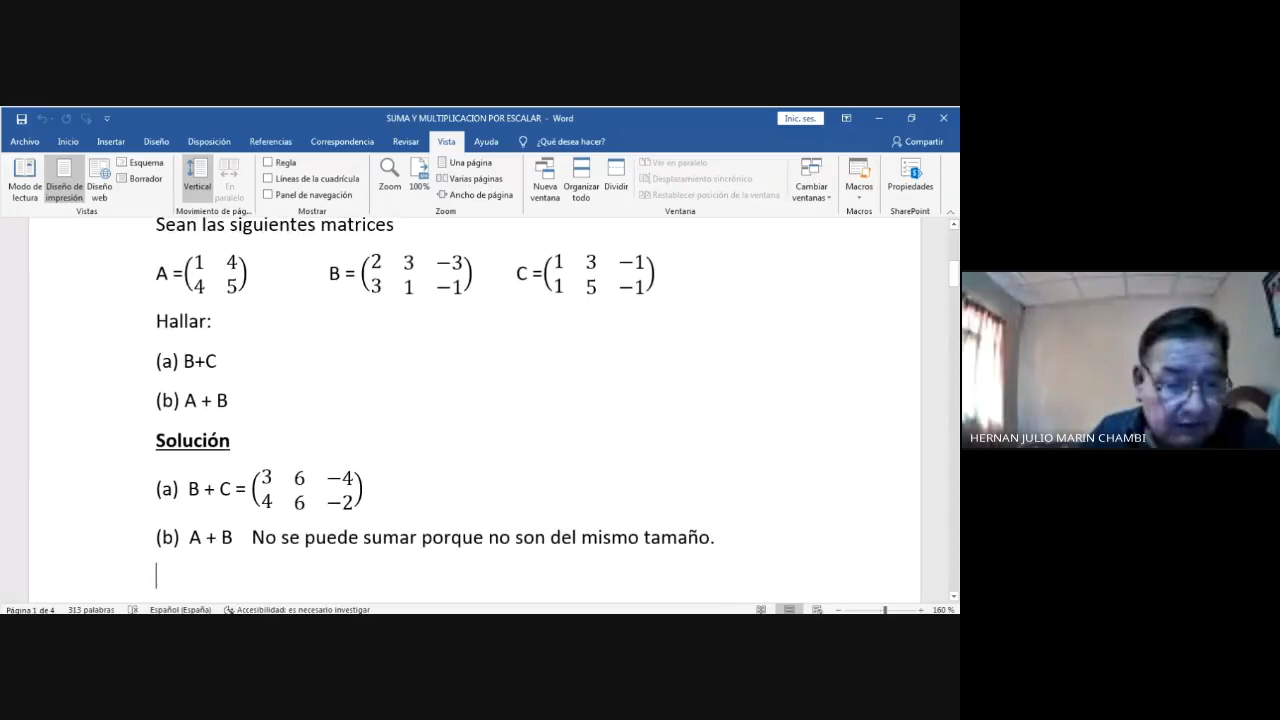 SUMA Y MULTIPLICACION POR ESCALAR - Word
Inic. ses.
Archivo Inicio Insertar Diseño Disposición Referencias Correspondencia Revisar Vista Ayuda ¿Qué desea hacer? Compartir
Modo de lectura
Diseño de impresión
Diseño web
Esquema
Borrador
Vistas
Vertical
En paralelo
Movimiento de pág...
Regla
Líneas de la cuadrícula
Panel de navegación
Mostrar
Zoom
100%
Una página
Varias páginas
Ancho de página
Zoom
Nueva ventana
Organizar todo
Dividir
Ver en paralelo
Desplazamiento sincrónico
Restablecer posición de la ventana
Ventana
Cambiar ventanas
Macros
Macros
Propiedades
SharePoint
Sean las siguientes matrices
A =(1 4
4 5) B = (2 3 −3
3 1 −1) C =(1 3 −1
1 5 −1)
Hallar:
(a) B+C
(b) A + B
Solución
(a) B + C = (3 6 −4
4 6 −2)
(b) A + B No se puede sumar porque no son del mismo tamaño.
Página 1 de 4 313 palabras Español (España) Accesibilidad: es necesario investigar 160 %
HERNAN JULIO MARIN CHAMBI